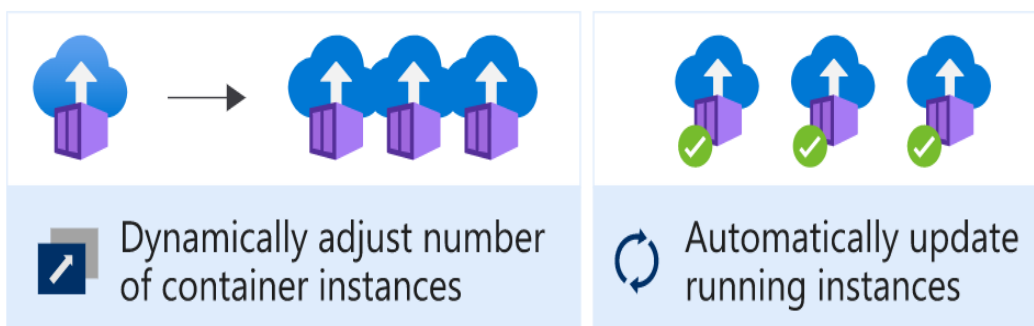 Dynamically adjust number
of container instances
Automatically update
running instances